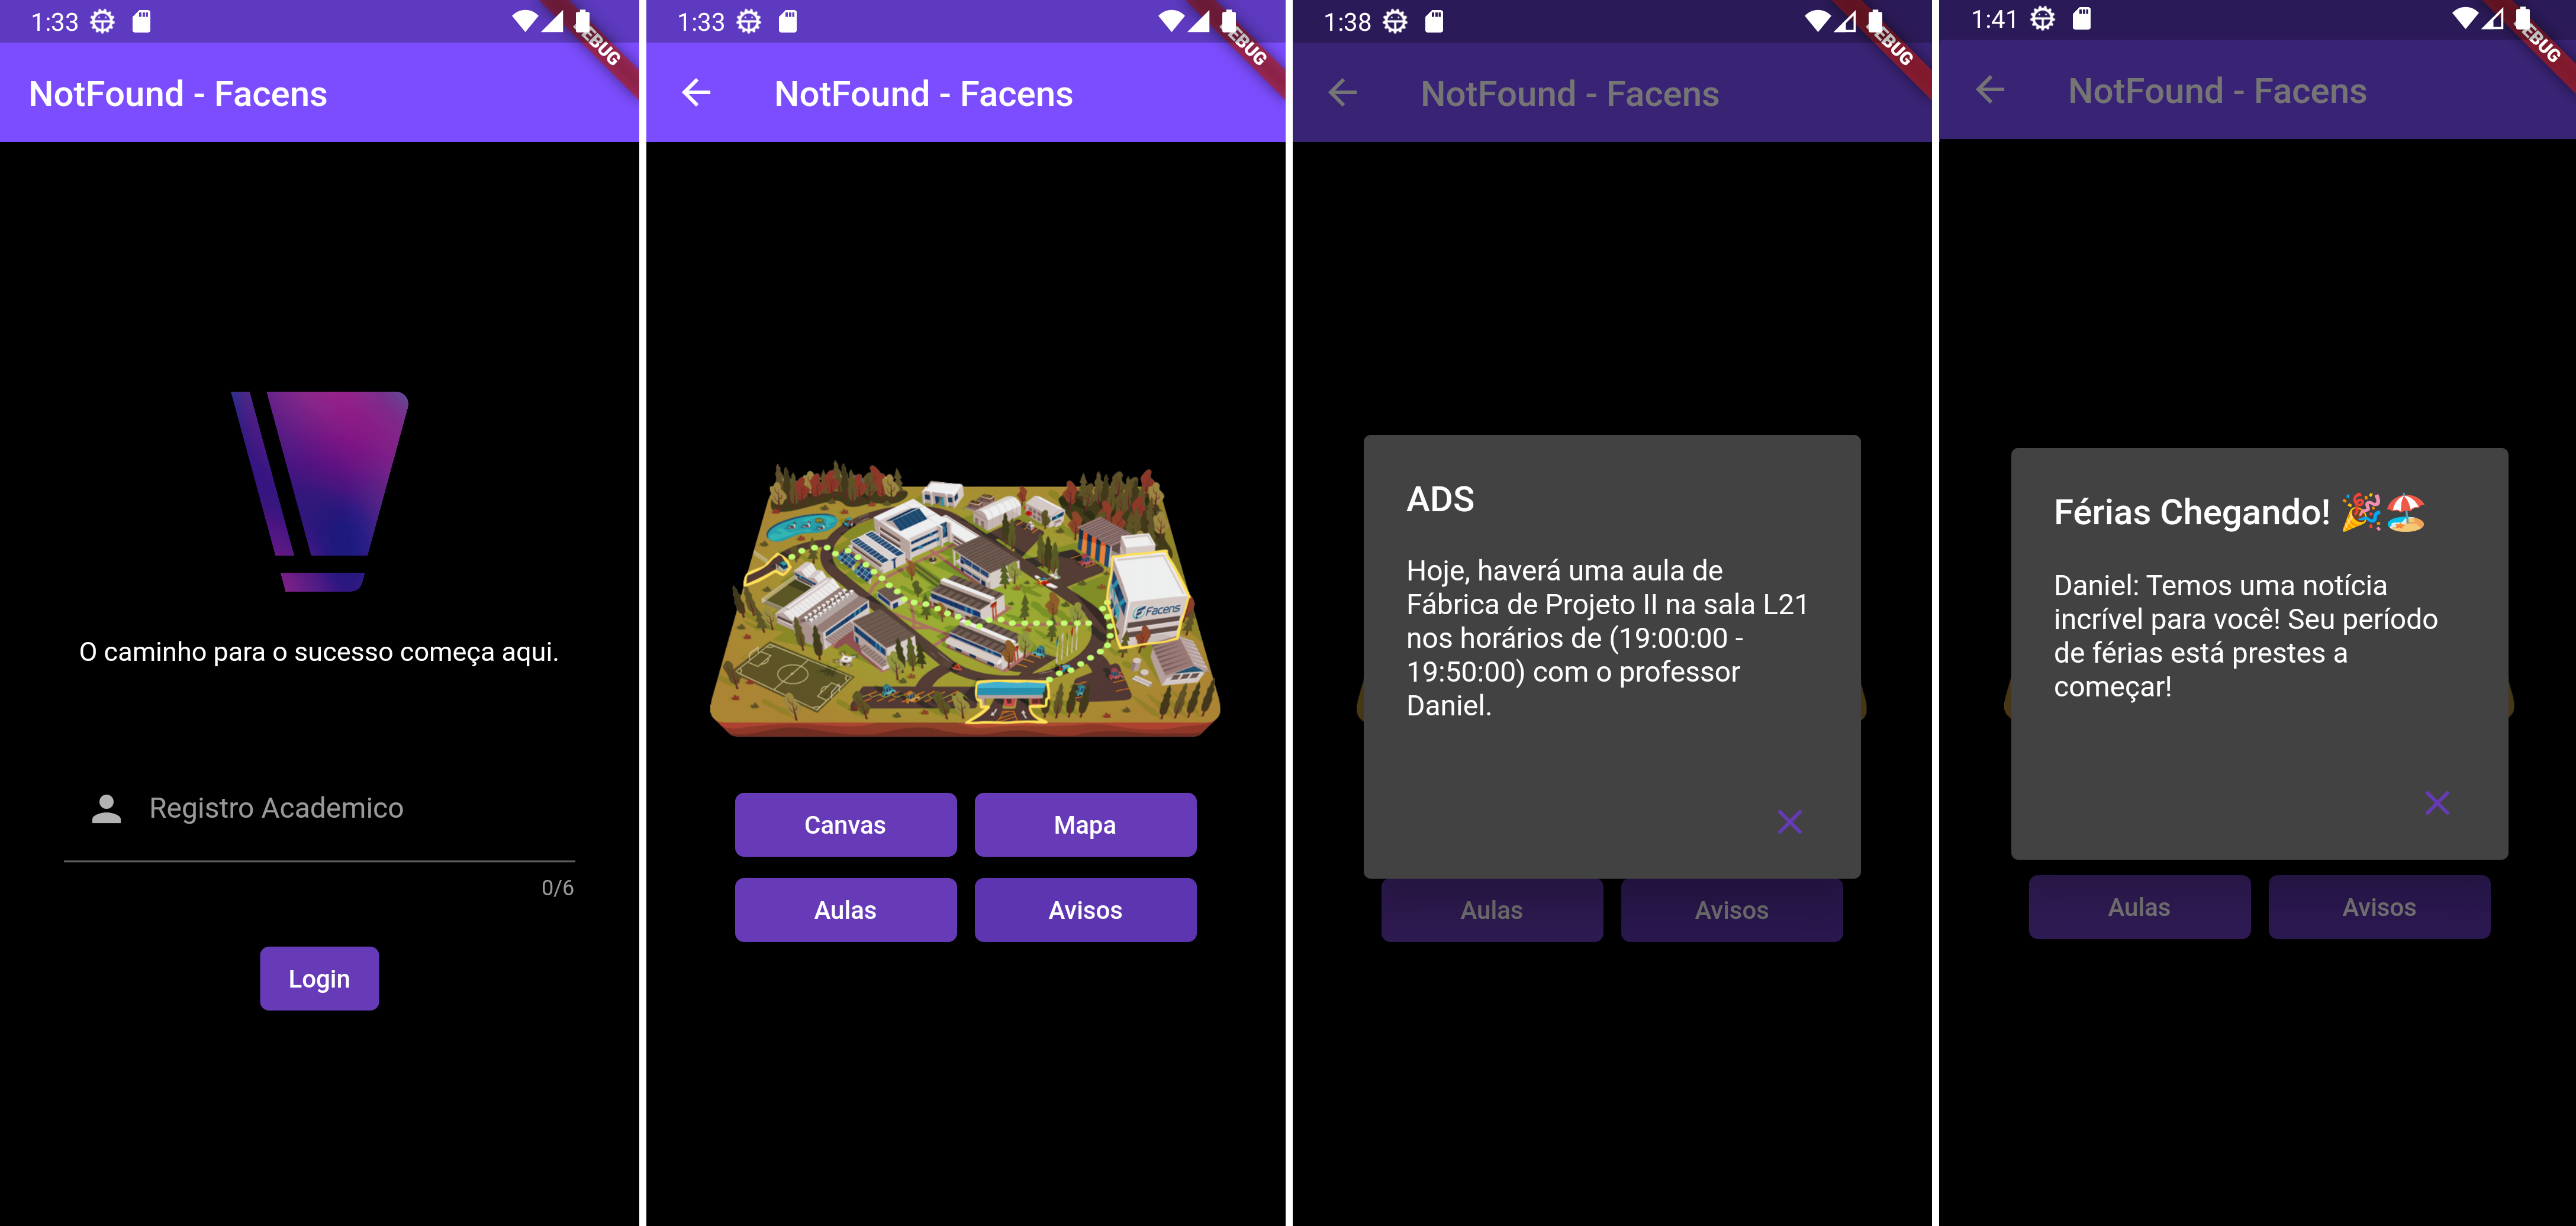 1:33
EBUG
NotFound - Facens
O caminho para o sucesso começa aqui.
Registro Academico
0/6
Login
1:33
EBUG
NotFound - Facens
Facens
Canvas
Mapa
Aulas
Avisos
1:38
EBUG
NotFound - Facens
ADS
Hoje, haverá uma aula de
Fábrica de Projeto II na sala L21
nos horários de (19:00:00 -
19:50:00) com o professor
Daniel.
Aulas
Avisos
1:41
EBUG
NotFound - Facens
Férias Chegando! 🎉🏖️
Daniel: Temos uma notícia
incrível para você! Seu período
de férias está prestes a
começar!
Aulas
Avisos